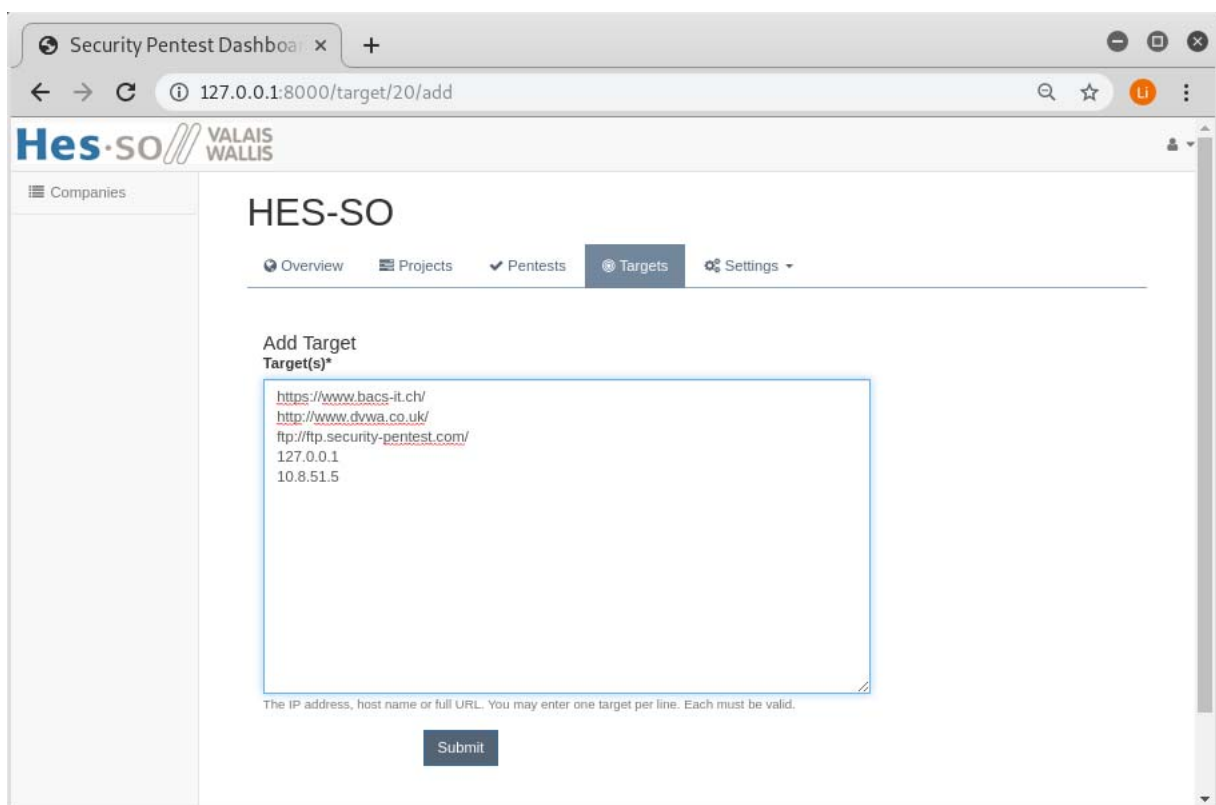 Security Pentest Dashboar
127.0.0.1:8000/target/20/add
Li
Hes·so VALAIS
WALLIS
Companies
HES-SO
Overview Projects Pentests Targets Settings
Add Target
Target(s)*
https://www.bacs-it.ch/
http://www.dvwa.co.uk/
ftp://ftp.security-pentest.com/
127.0.0.1
10.8.51.5
The IP address, host name or full URL. You may enter one target per line. Each must be valid.
Submit